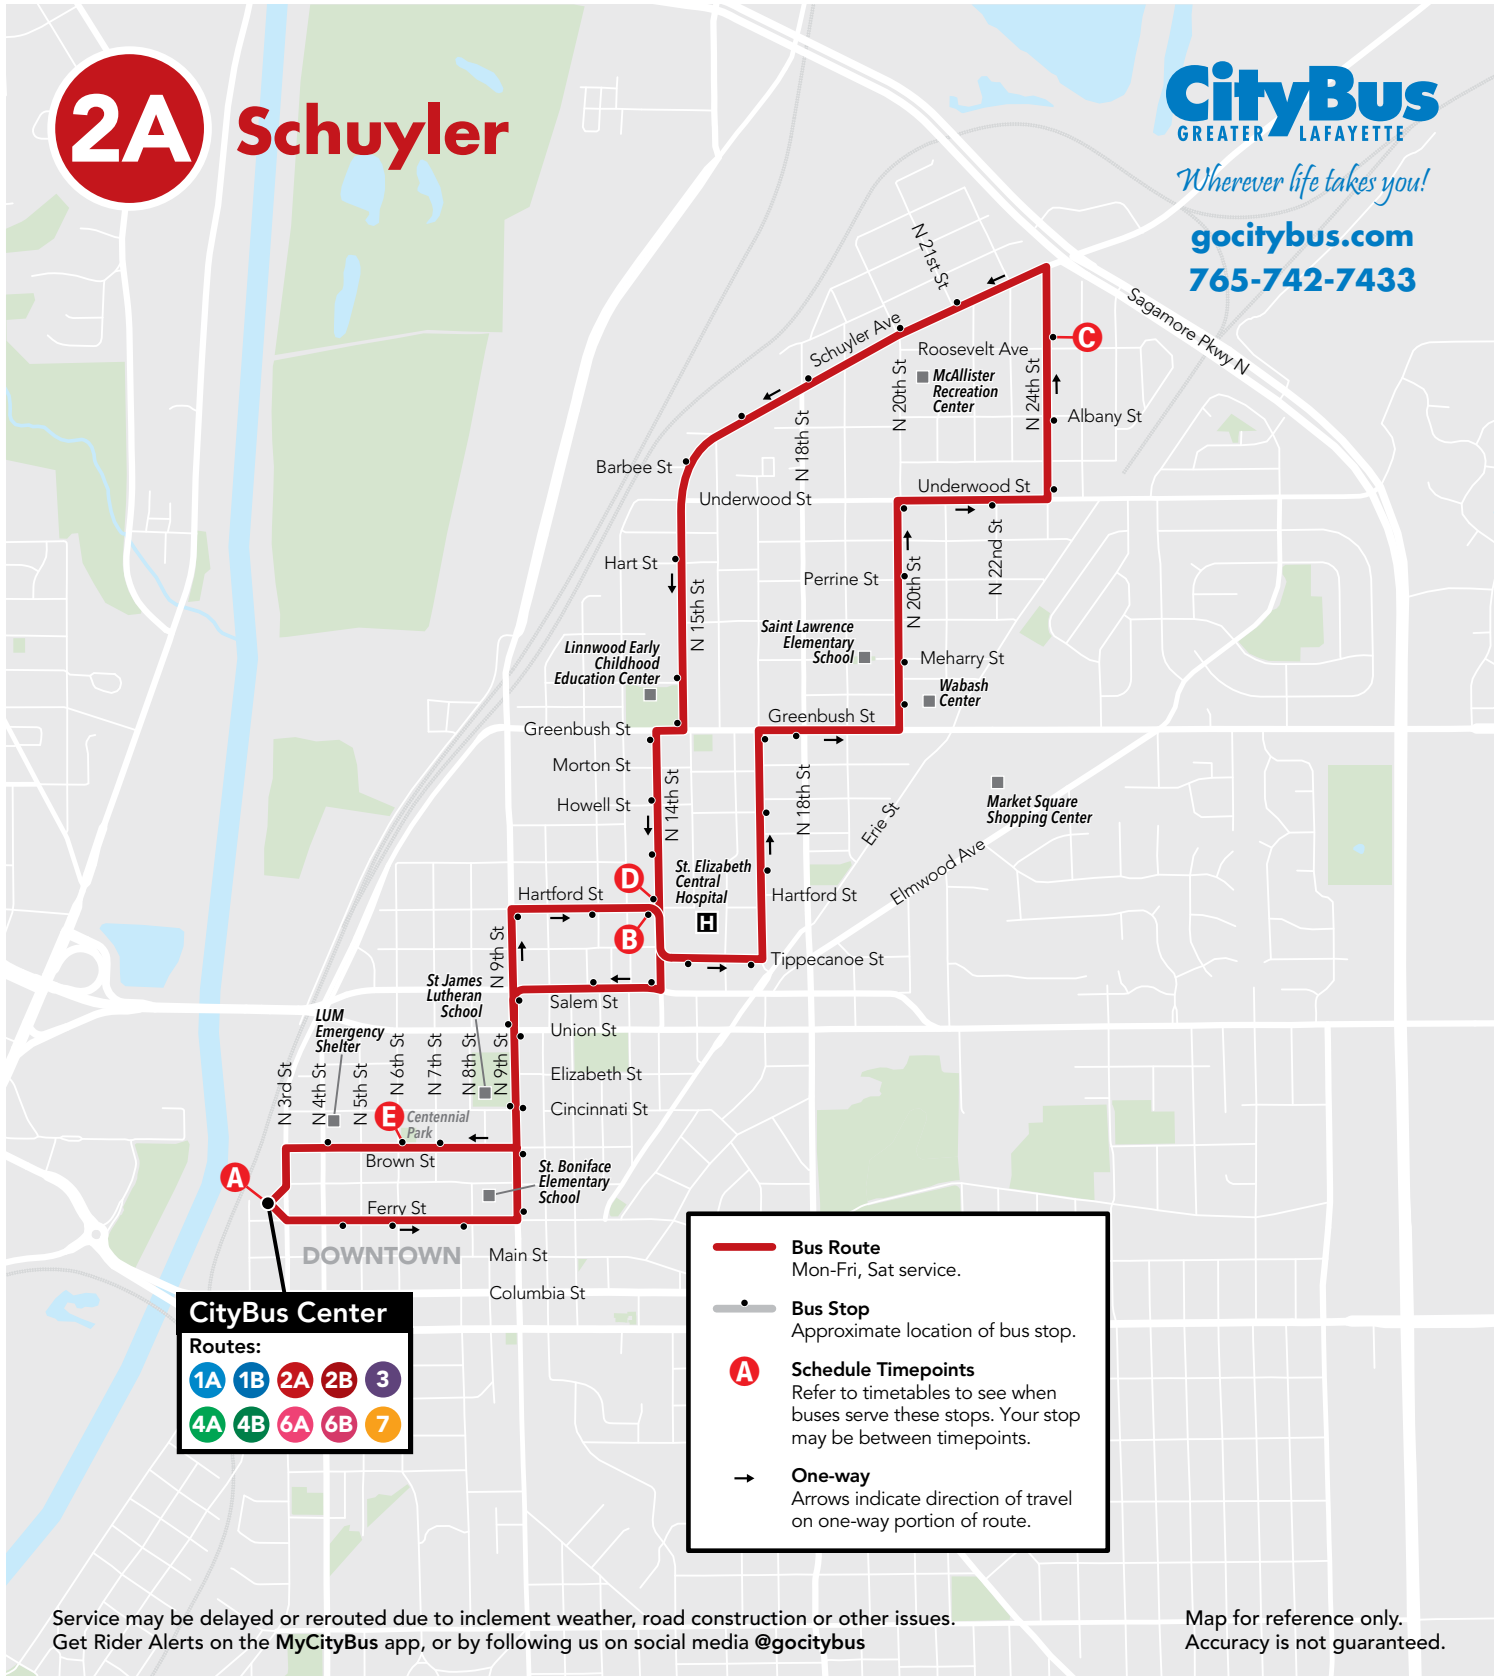 2A
Schuyler
CityBus
GREATER LAFAYETTE
Wherever life takes you!
gocitybus.com
765-742-7433
N 21st St
Sagamore Pkwy N
Schuyler Ave
Roosevelt Ave
C
N 20th St
McAllister
Recreation
Center
N 24th St
Albany St
N 18th St
Barbee St
Underwood St
Underwood St
Hart St
N 15th St
Perrine St
N 20th St
N 22nd St
Saint Lawrence
Elementary
School
Meharry St
Linnwood Early
Childhood
Education Center
Wabash
Center
Greenbush St
Greenbush St
Morton St
Howell St
N 14th St
N 18th St
Erie St
Market Square
Shopping Center
Elmwood Ave
D
St. Elizabeth
Central
Hospital
H
Hartford St
Hartford St
B
N 9th St
Tippecanoe St
St James
Lutheran
School
Salem St
LUM
Emergency
Shelter
Union St
N 3rd St
N 4th St
N 5th St
N 6th St
N 7th St
N 8th St
N 9th St
Elizabeth St
Cincinnati St
E
Centennial
Park
Brown St
A
St. Boniface
Elementary
School
Ferry St
DOWNTOWN
Main St
Columbia St
CityBus Center
Routes:
1A 1B 2A 2B 3
4A 4B 6A 6B 7
Bus Route
Mon-Fri, Sat service.
Bus Stop
Approximate location of bus stop.
A
Schedule Timepoints
Refer to timetables to see when
buses serve these stops. Your stop
may be between timepoints.
One-way
Arrows indicate direction of travel
on one-way portion of route.
Service may be delayed or rerouted due to inclement weather, road construction or other issues.
Get Rider Alerts on the MyCityBus app, or by following us on social media @gocitybus
Map for reference only.
Accuracy is not guaranteed.